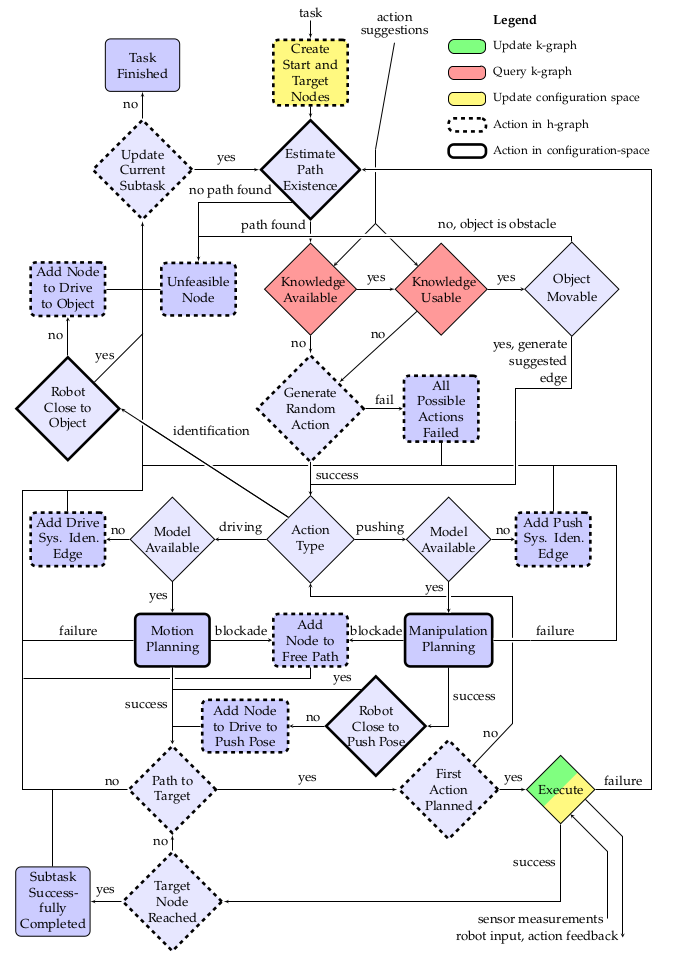 task
action
suggestions
Legend
Update k-graph
Query k-graph
Update configuration space
Action in h-graph
Action in configuration-space
Task
Finished
Create
Start and
Target
Nodes
no
Update
Current
Subtask
yes
Estimate
Path
Existence
no path found
path found
no, object is obstacle
Add Node
to Drive
to Object
Unfeasible
Node
Knowledge
Available
yes
Knowledge
Usable
yes
Object
Movable
no
yes
no
no
yes, generate
suggested
edge
Robot
Close to
Object
Generate
Random
Action
fail
All
Possible
Actions
Failed
identification
success
Add Drive
Sys. Iden.
Edge
no
Model
Available
driving
Action
Type
pushing
Model
Available
no
Add Push
Sys. Iden.
Edge
yes
yes
failure
Motion
Planning
blockade
Add
Node to
Free Path
blockade
Manipulation
Planning
failure
yes
success
success
Add Node
to Drive to
Push Pose
no
Robot
Close to
Push Pose
no
no
Path to
Target
yes
First
Action
Planned
yes
Execute
failure
no
success
Subtask
Success-
fully
Completed
yes
Target
Node
Reached
sensor measurements
robot input, action feedback